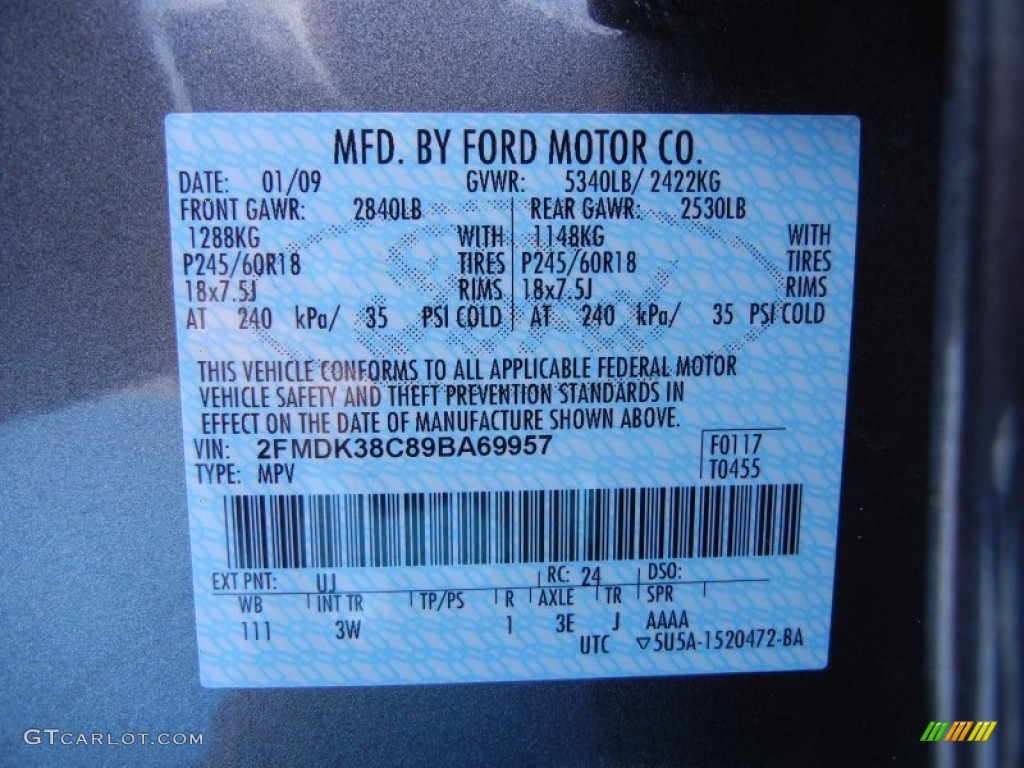 MFD. BY FORD MOTOR CO.
DATE: 01/09 GVWR: 5340LB/ 2422KG
FRONT GAWR: 2840LB REAR GAWR: 2530LB
1288KG WITH 1148KG WITH
P245/60R18 TIRES P245/60R18 TIRES
18x7.5J RIMS 18x7.5J RIMS
AT 240 kPa/ 35 PSI COLD AT 240 kPa/ 35 PSI COLD
THIS VEHICLE CONFORMS TO ALL APPLICABLE FEDERAL MOTOR
VEHICLE SAFETY AND THEFT PREVENTION STANDARDS IN
EFFECT ON THE DATE OF MANUFACTURE SHOWN ABOVE.
VIN: 2FMDK38C89BA69957 F0117
TYPE: MPV T0455
EXT PNT: UJ RC: 24 DSO:
WB INT TR TP/PS R AXLE TR SPR
111 3W 1 3E J AAAA
UTC ▽5U5A-1520472-BA
GTCARLOT.COM